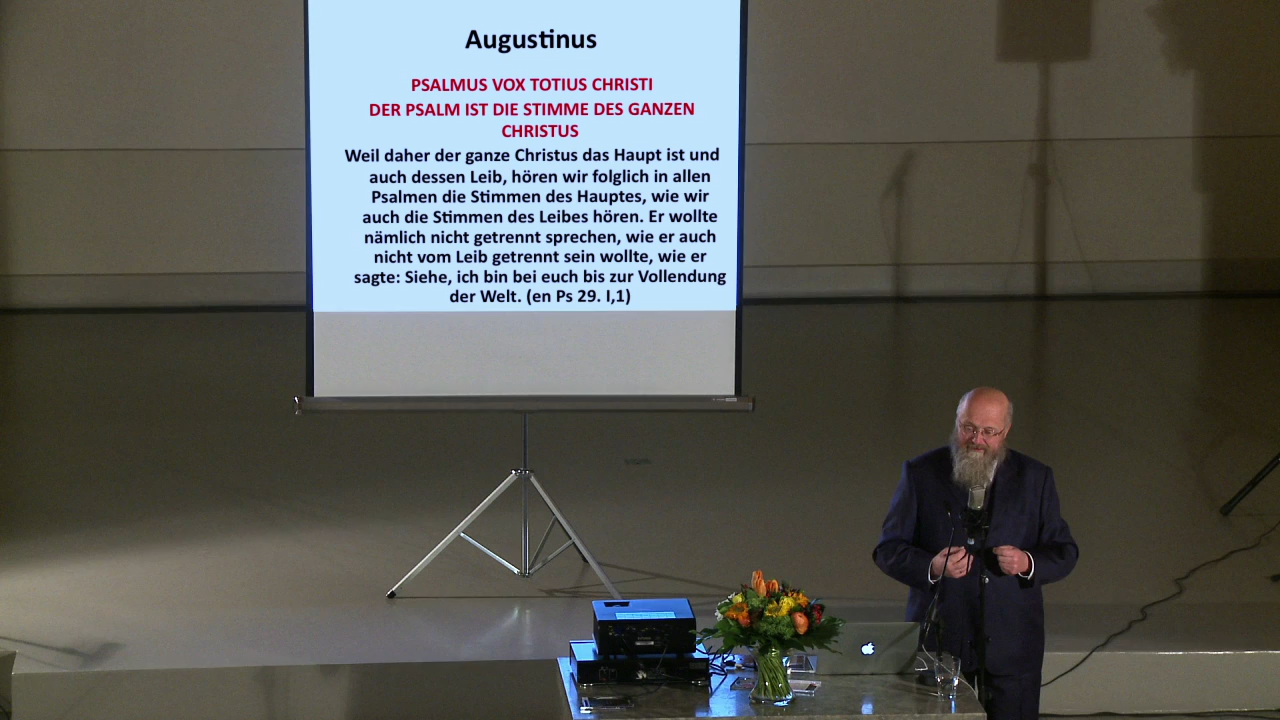 Augustinus
PSALMUS VOX TOTIUS CHRISTI
DER PSALM IST DIE STIMME DES GANZEN
CHRISTUS
Weil daher der ganze Christus das Haupt ist und
auch dessen Leib, hören wir folglich in allen
Psalmen die Stimmen des Hauptes, wie wir
auch die Stimmen des Leibes hören. Er wollte
nämlich nicht getrennt sprechen, wie er auch
nicht vom Leib getrennt sein wollte, wie er
sagte: Siehe, ich bin bei euch bis zur Vollendung
der Welt. (en Ps 29. I,1)